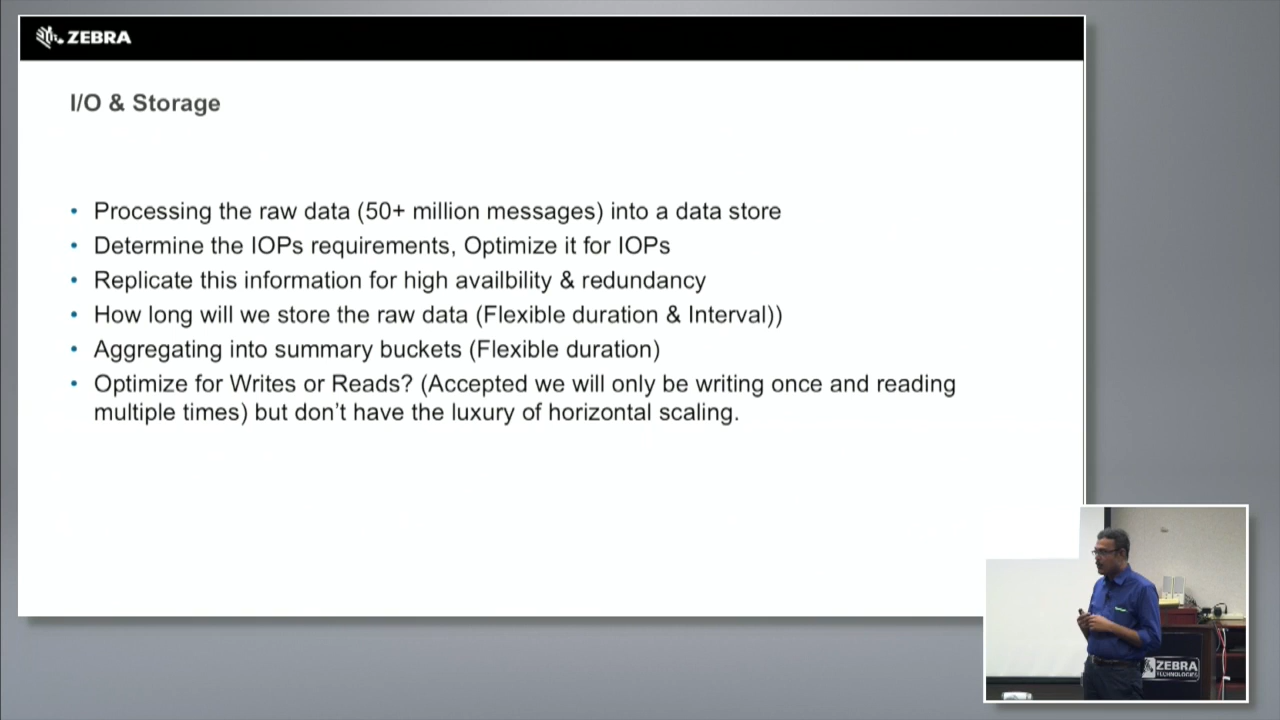 ZEBRA
I/O & Storage
• Processing the raw data (50+ million messages) into a data store
• Determine the IOPs requirements, Optimize it for IOPs
• Replicate this information for high availbility & redundancy
• How long will we store the raw data (Flexible duration & Interval))
• Aggregating into summary buckets (Flexible duration)
• Optimize for Writes or Reads? (Accepted we will only be writing once and reading
multiple times) but don’t have the luxury of horizontal scaling.
ZEBRA
TECHNOLOGIES